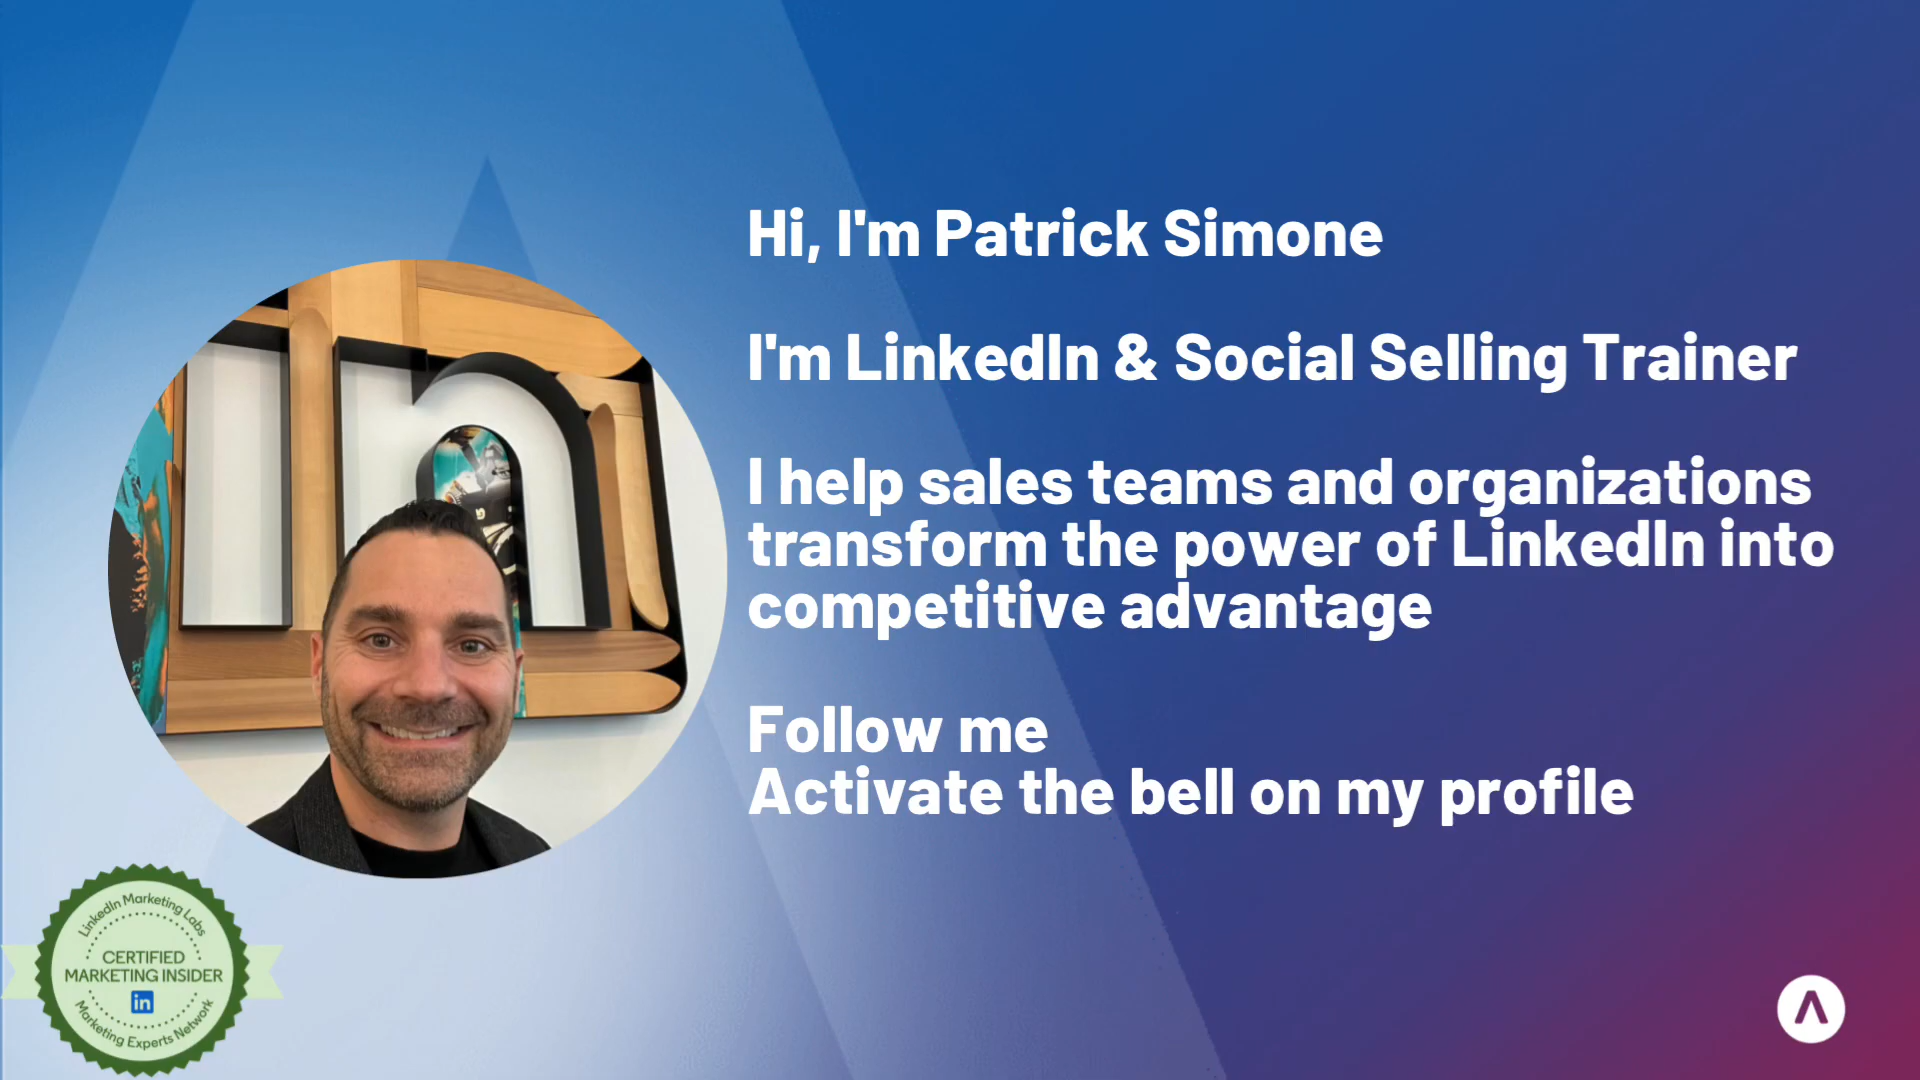 Hi, I'm Patrick Simone
I'm LinkedIn & Social Selling Trainer
I help sales teams and organizations
transform the power of LinkedIn into
competitive advantage
Follow me
Activate the bell on my profile
In
LinkedIn Marketing Labs
CERTIFIED
MARKETING INSIDER
in
Marketing Experts Network